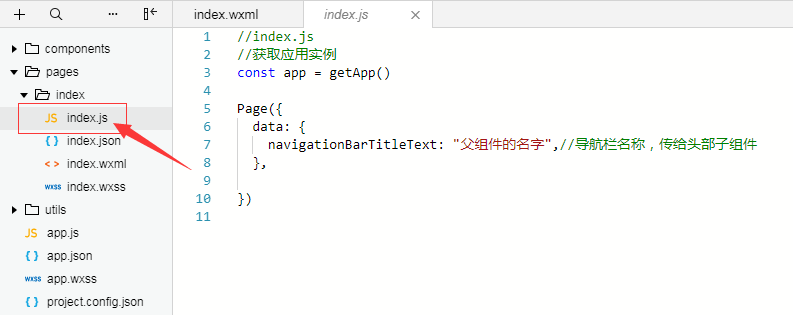 index.wxml
index.js
components
pages
index
JS index.js
{ } index.json
< > index.wxml
wxss index.wxss
utils
JS app.js
{ } app.json
wxss app.wxss
{ } project.config.json
1 //index.js
2 //获取应用实例
3 const app = getApp()
4
5 Page({
6 data: {
7 navigationBarTitleText: "父组件的名字",//导航栏名称，传给头部子组件
8 },
9
10 })
11